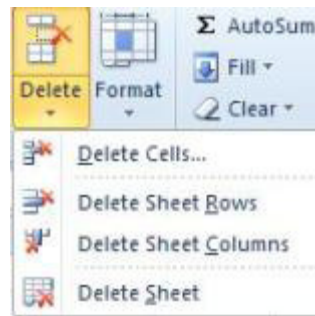 Σ AutoSum
Fill
Delete Format
Clear
Delete Cells...
Delete Sheet Rows
Delete Sheet Columns
Delete Sheet